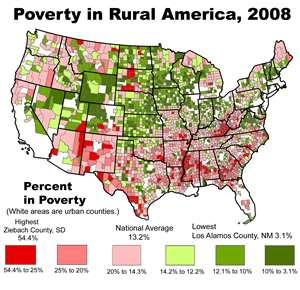 Poverty in Rural America, 2008
Percent
in Poverty
(White areas are urban counties.)
Highest
Ziebach County, SD
54.4%
National Average
13.2%
Lowest
Los Alamos County, NM 3.1%
54.4% to 25%
25% to 20%
20% to 14.3%
14.2% to 12.2%
12.1% to 10%
10% to 3.1%